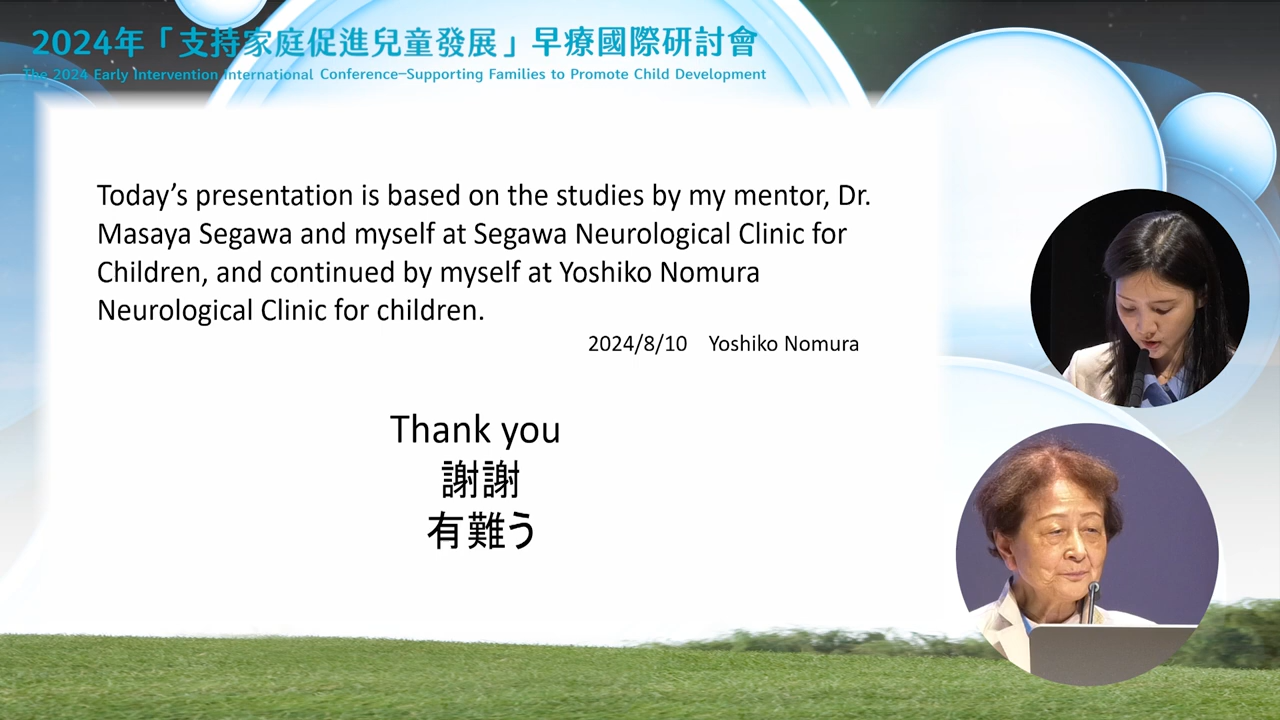 2024年「支持家庭促進兒童發展」早療國際研討會
The 2024 Early Intervention International Conference-Supporting Families to Promote Child Development
Today's presentation is based on the studies by my mentor, Dr.
Masaya Segawa and myself at Segawa Neurological Clinic for
Children, and continued by myself at Yoshiko Nomura
Neurological Clinic for children.
2024/8/10 Yoshiko Nomura
Thank you
謝謝
有難う